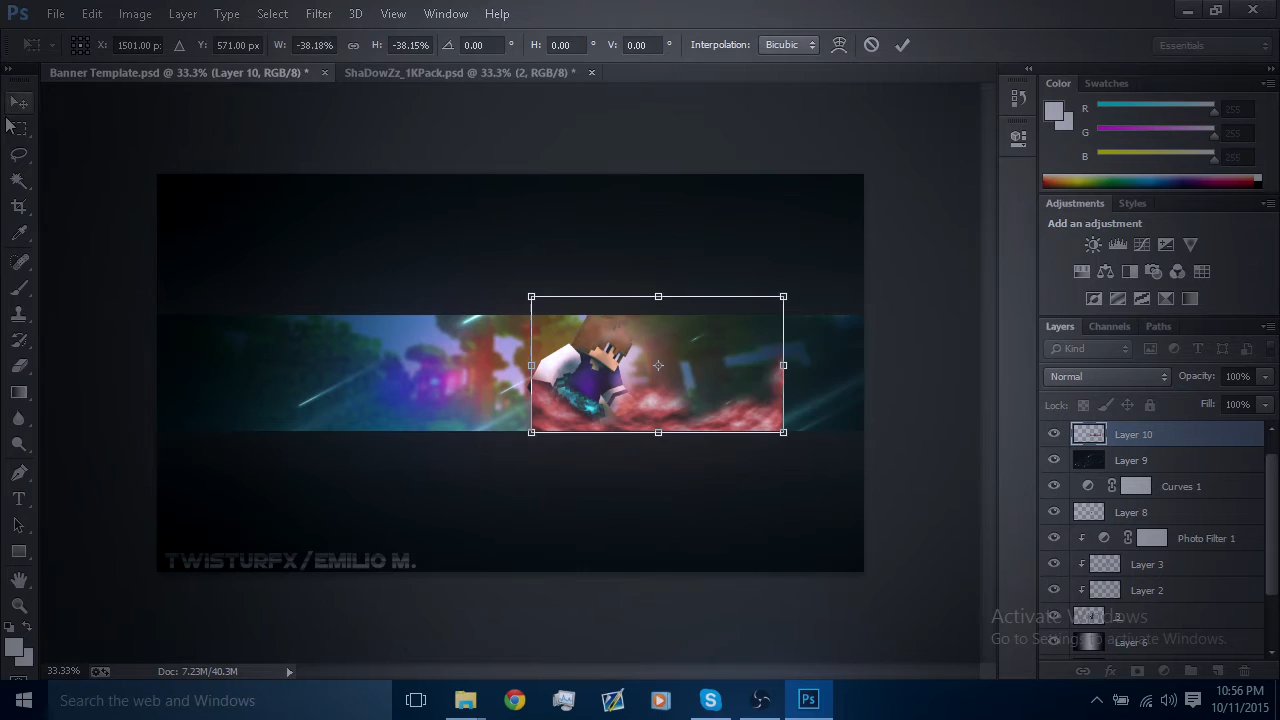 Ps File Edit Image Layer Type Select Filter 3D View Window Help
X: 1501.00 p: Y: 571.00 px W: -38.18% H: -38.15% 0.00 ° H: 0.00 ° V: 0.00 ° Interpolation: Bicubic Essentials
Banner Template.psd @ 33.3% (Layer 10, RGB/8) * × ShaDowZz_1KPack.psd @ 33.3% (2, RGB/8) * ×
Color Swatches
R 255
G 255
B 255
Adjustments Styles
Add an adjustment
Layers Channels Paths
Kind
Normal Opacity: 100%
Lock: Fill: 100%
Layer 10
Layer 9
Curves 1
Layer 8
Photo Filter 1
Layer 3
Layer 2
2
Layer 6
TWISTURFX/EMILIO M.
Activate Windows
Go to Settings to activate Windows.
33.33% Doc: 7.23M/40.3M
Search the web and Windows
10:56 PM
10/11/2015